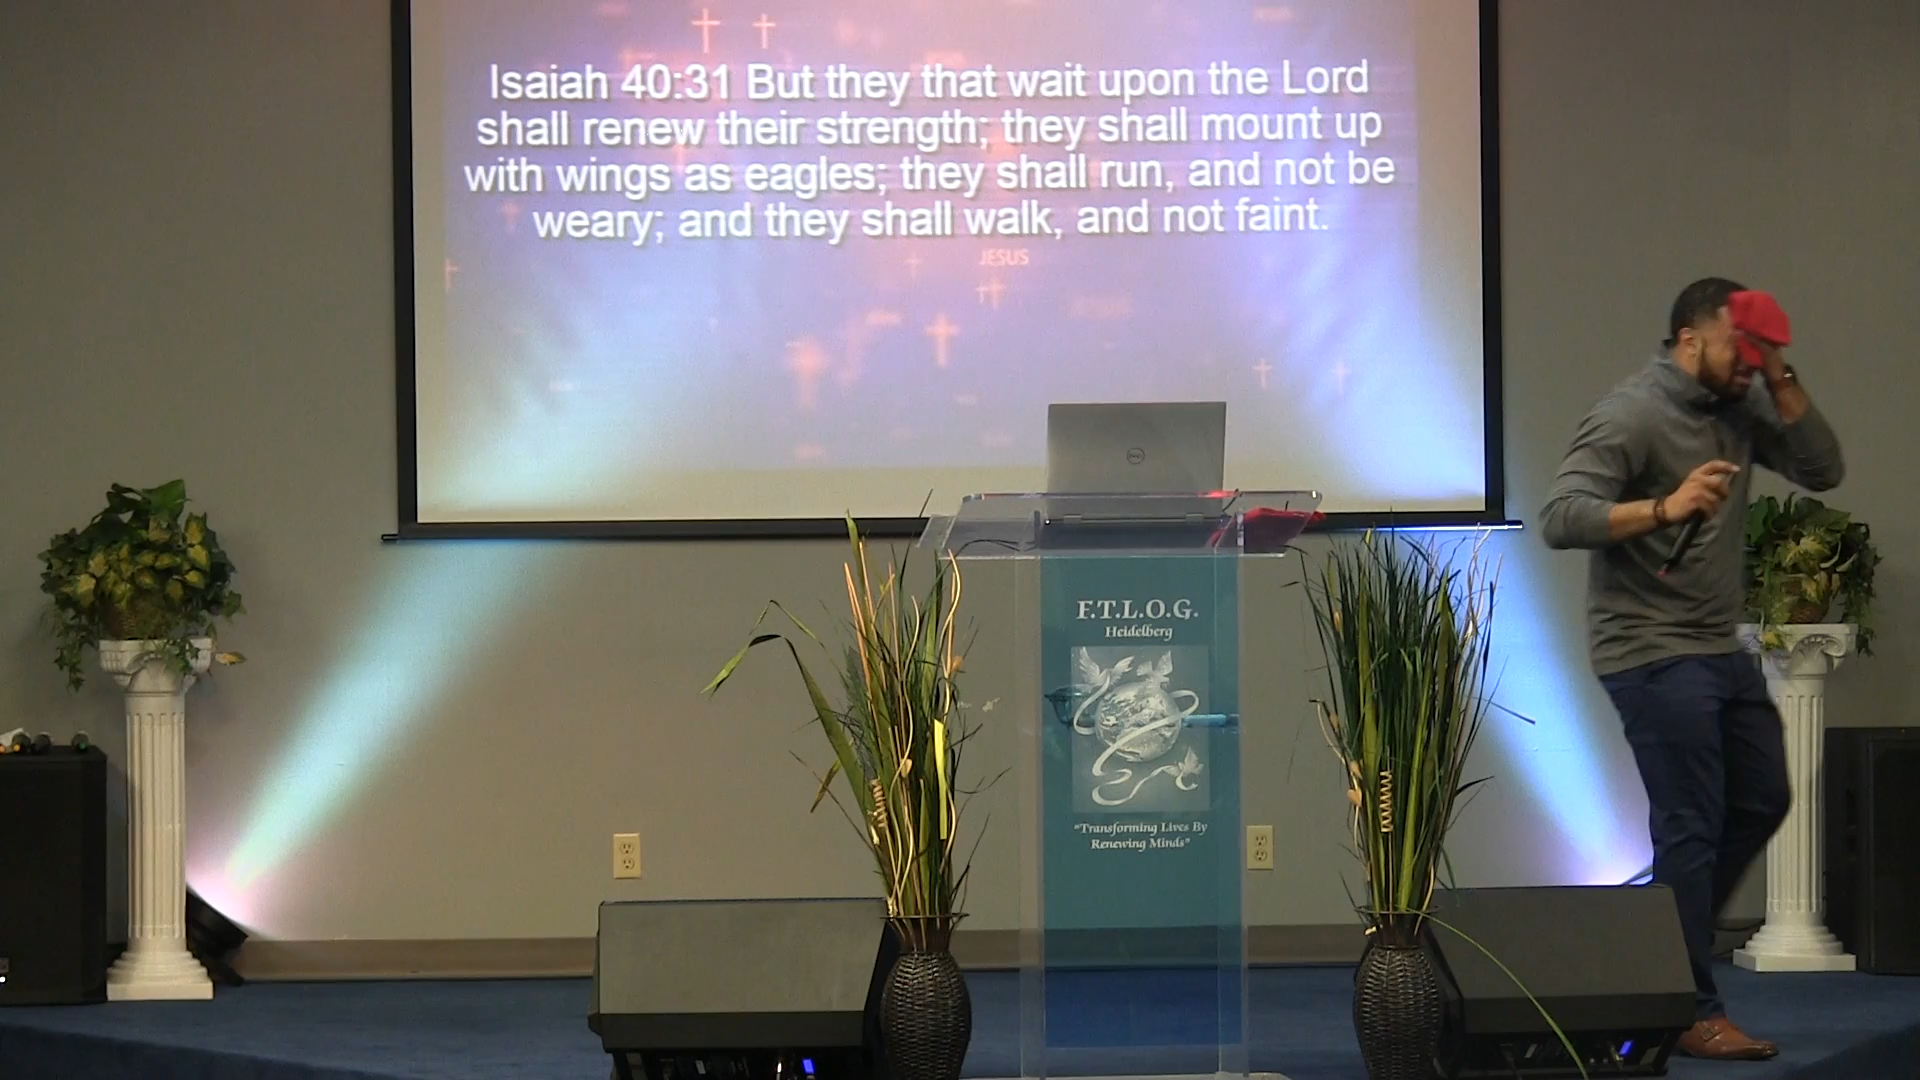 Isaiah 40:31 But they that wait upon the Lord
shall renew their strength; they shall mount up
with wings as eagles; they shall run, and not be
weary; and they shall walk, and not faint.
JESUS
DELL
F.T.L.O.G.
Heidelberg
"Transforming Lives By
Renewing Minds"